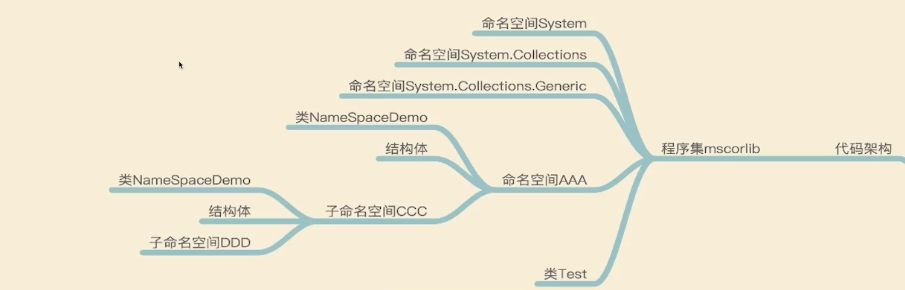 命名空间System
命名空间System.Collections
命名空间System.Collections.Generic
类NameSpaceDemo
结构体
程序集mscorlib
代码架构
类NameSpaceDemo
命名空间AAA
结构体
子命名空间CCC
子命名空间DDD
类Test